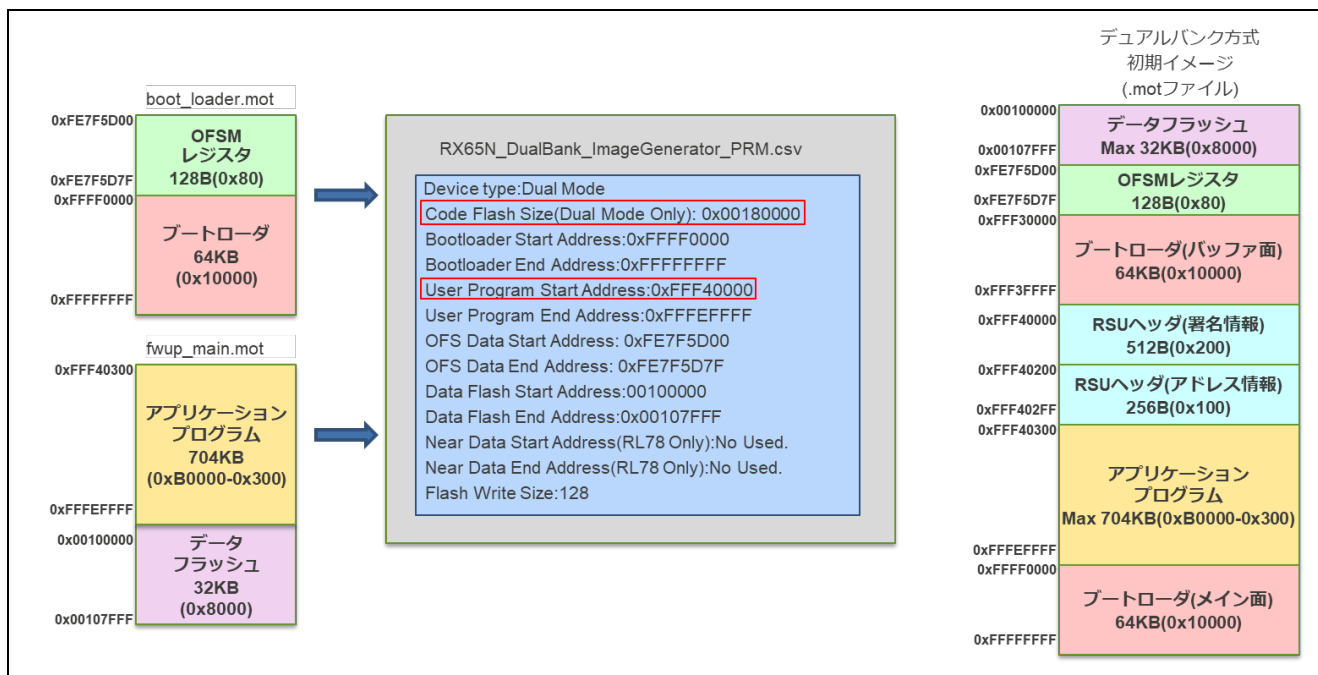 boot_loader.mot
0xFE7F5D00
OFSM
レジスタ
128B(0x80)
0xFE7F5D7F
0xFFFF0000
ブートローダ
64KB
(0x10000)
0xFFFFFFFF
fwup_main.mot
0xFFF40300
アプリケーション
プログラム
704KB
(0xB0000-0x300)
0xFFFEFFFF
0x00100000
データ
フラッシュ
32KB
(0x8000)
0x00107FFF
RX65N_DualBank_ImageGenerator_PRM.csv
Device type:Dual Mode
Code Flash Size(Dual Mode Only): 0x00180000
Bootloader Start Address:0xFFFF0000
Bootloader End Address:0xFFFFFFFF
User Program Start Address:0xFFF40000
User Program End Address:0xFFFEFFFF
OFS Data Start Address: 0xFE7F5D00
OFS Data End Address: 0xFE7F5D7F
Data Flash Start Address:00100000
Data Flash End Address:0x00107FFF
Near Data Start Address(RL78 Only):No Used.
Near Data End Address(RL78 Only):No Used.
Flash Write Size:128
デュアルバンク方式
初期イメージ
(.motファイル)
0x00100000
データフラッシュ
Max 32KB(0x8000)
0x00107FFF
0xFE7F5D00
OFSMレジスタ
128B(0x80)
0xFE7F5D7F
0xFFF30000
ブートローダ(バッファ面)
64KB(0x10000)
0xFFF3FFFF
0xFFF40000
RSUヘッダ(署名情報)
512B(0x200)
0xFFF40200
RSUヘッダ(アドレス情報)
256B(0x100)
0xFFF402FF
0xFFF40300
アプリケーション
プログラム
Max 704KB(0xB0000-0x300)
0xFFFEFFFF
0xFFFF0000
ブートローダ(メイン面)
64KB(0x10000)
0xFFFFFFFF